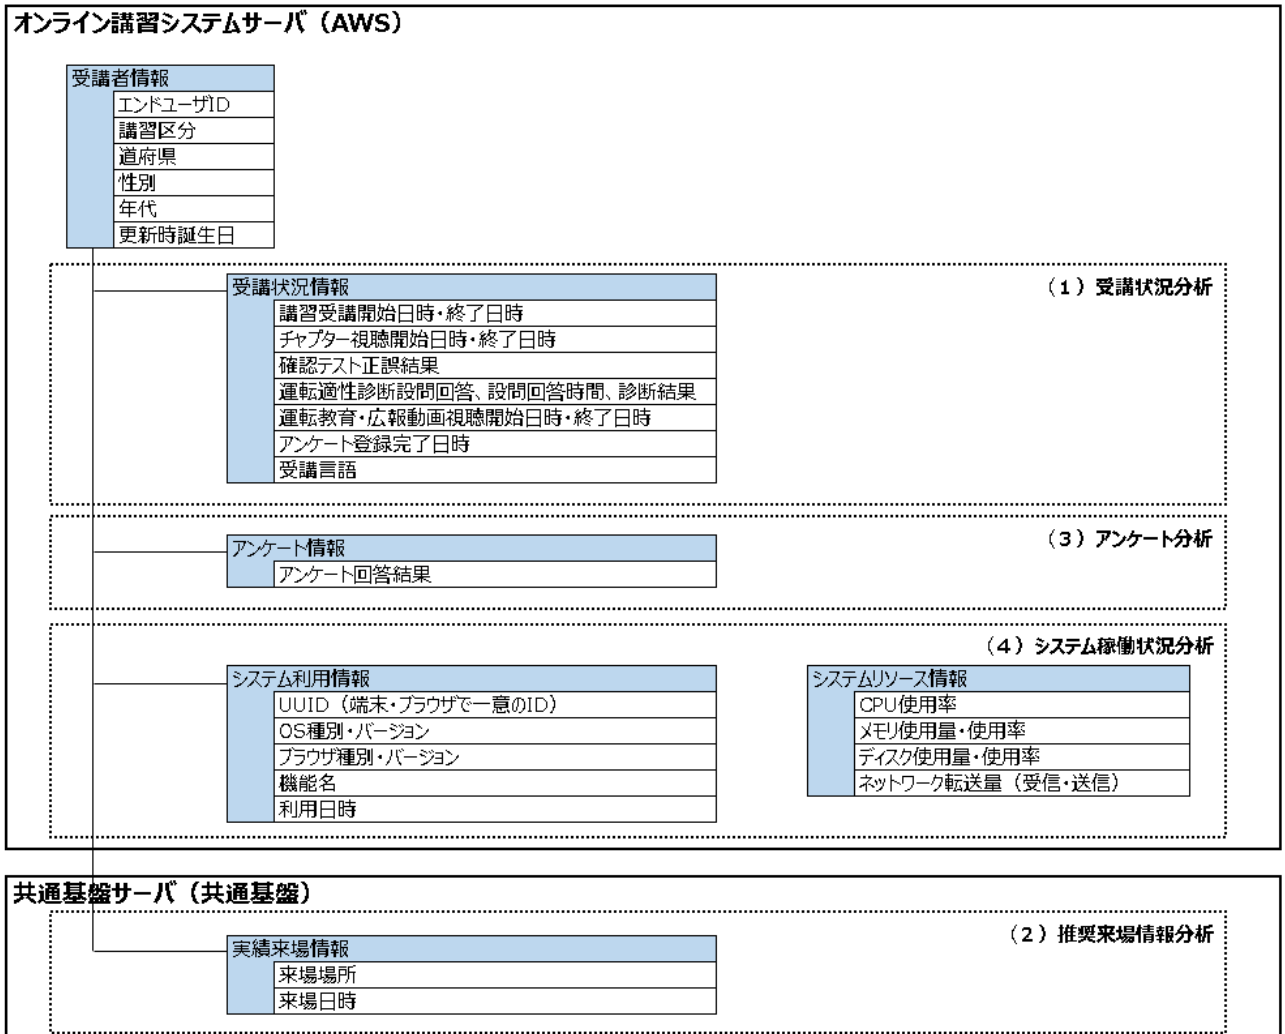 オンライン講習システムサーバ（AWS）
受講者情報
エンドユーザID
講習区分
道府県
性別
年代
更新時誕生日
（１）受講状況分析
受講状況情報
講習受講開始日時・終了日時
チャプター視聴開始日時・終了日時
確認テスト正誤結果
運転適性診断設問回答、設問回答時間、診断結果
運転教育・広報動画視聴開始日時・終了日時
アンケート登録完了日時
受講言語
（３）アンケート分析
アンケート情報
アンケート回答結果
（４）システム稼働状況分析
システム利用情報
UUID（端末・ブラウザで一意のID）
OS種別・バージョン
ブラウザ種別・バージョン
機能名
利用日時
システムリソース情報
CPU使用率
メモリ使用量・使用率
ディスク使用量・使用率
ネットワーク転送量（受信・送信）
共通基盤サーバ（共通基盤）
（２）推奨来場情報分析
実績来場情報
来場場所
来場日時